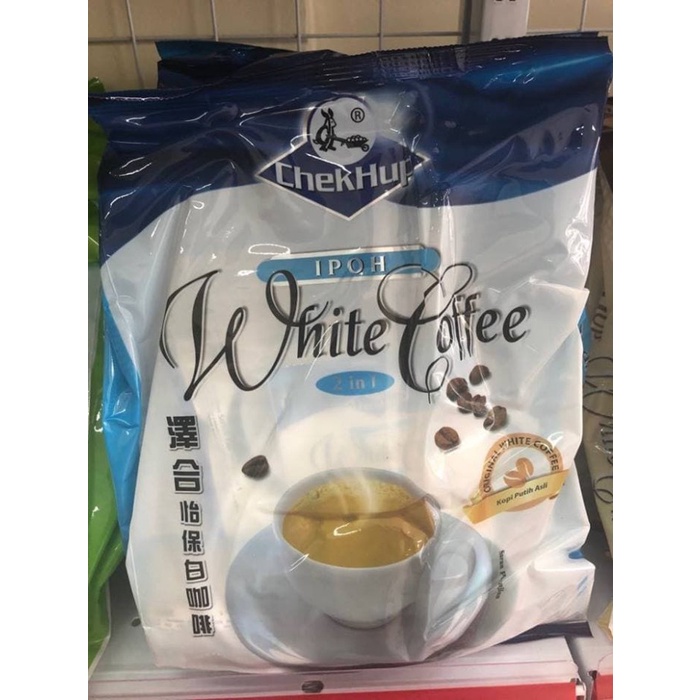 ®
ChekHup
IPOH
White Coffee
2 in 1
澤合怡保白咖啡
ORIGINAL WHITE COFFEE
Kopi Putih Asli